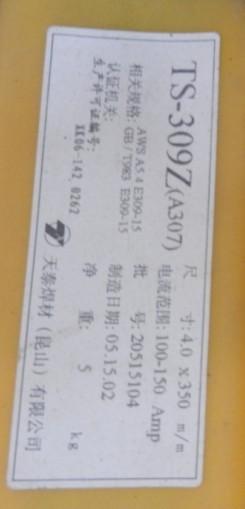 TS-309Z(A307)
尺 寸: 4.0 x 350 m/m
相关规格: AWS A5.4 E309-15
GB/T983 E309-15
电流范围: 100-150 Amp
认证机关:
批 号: 20515104
生产许可证编号:
XK06-142 0262
制造日期: 05.15.02
净 重: 5 kg
天泰焊材(昆山)有限公司